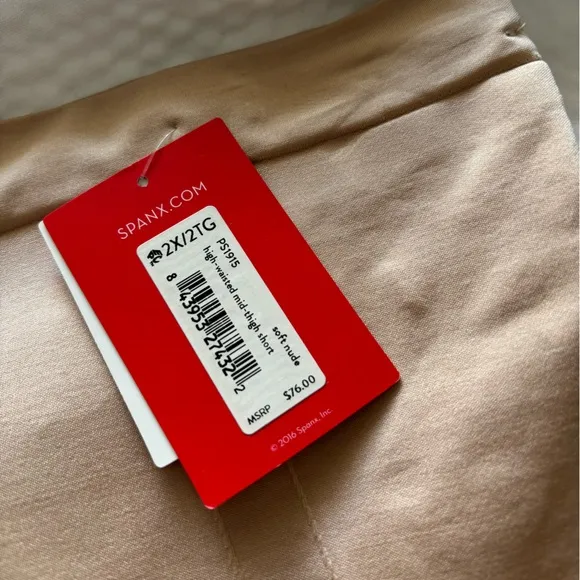 SPANX.COM
2X/2TG
PS1915
high-waisted mid-thigh short
soft nude
8 43953 27432 2
MSRP $76.00
© 2016 Spanx, Inc.